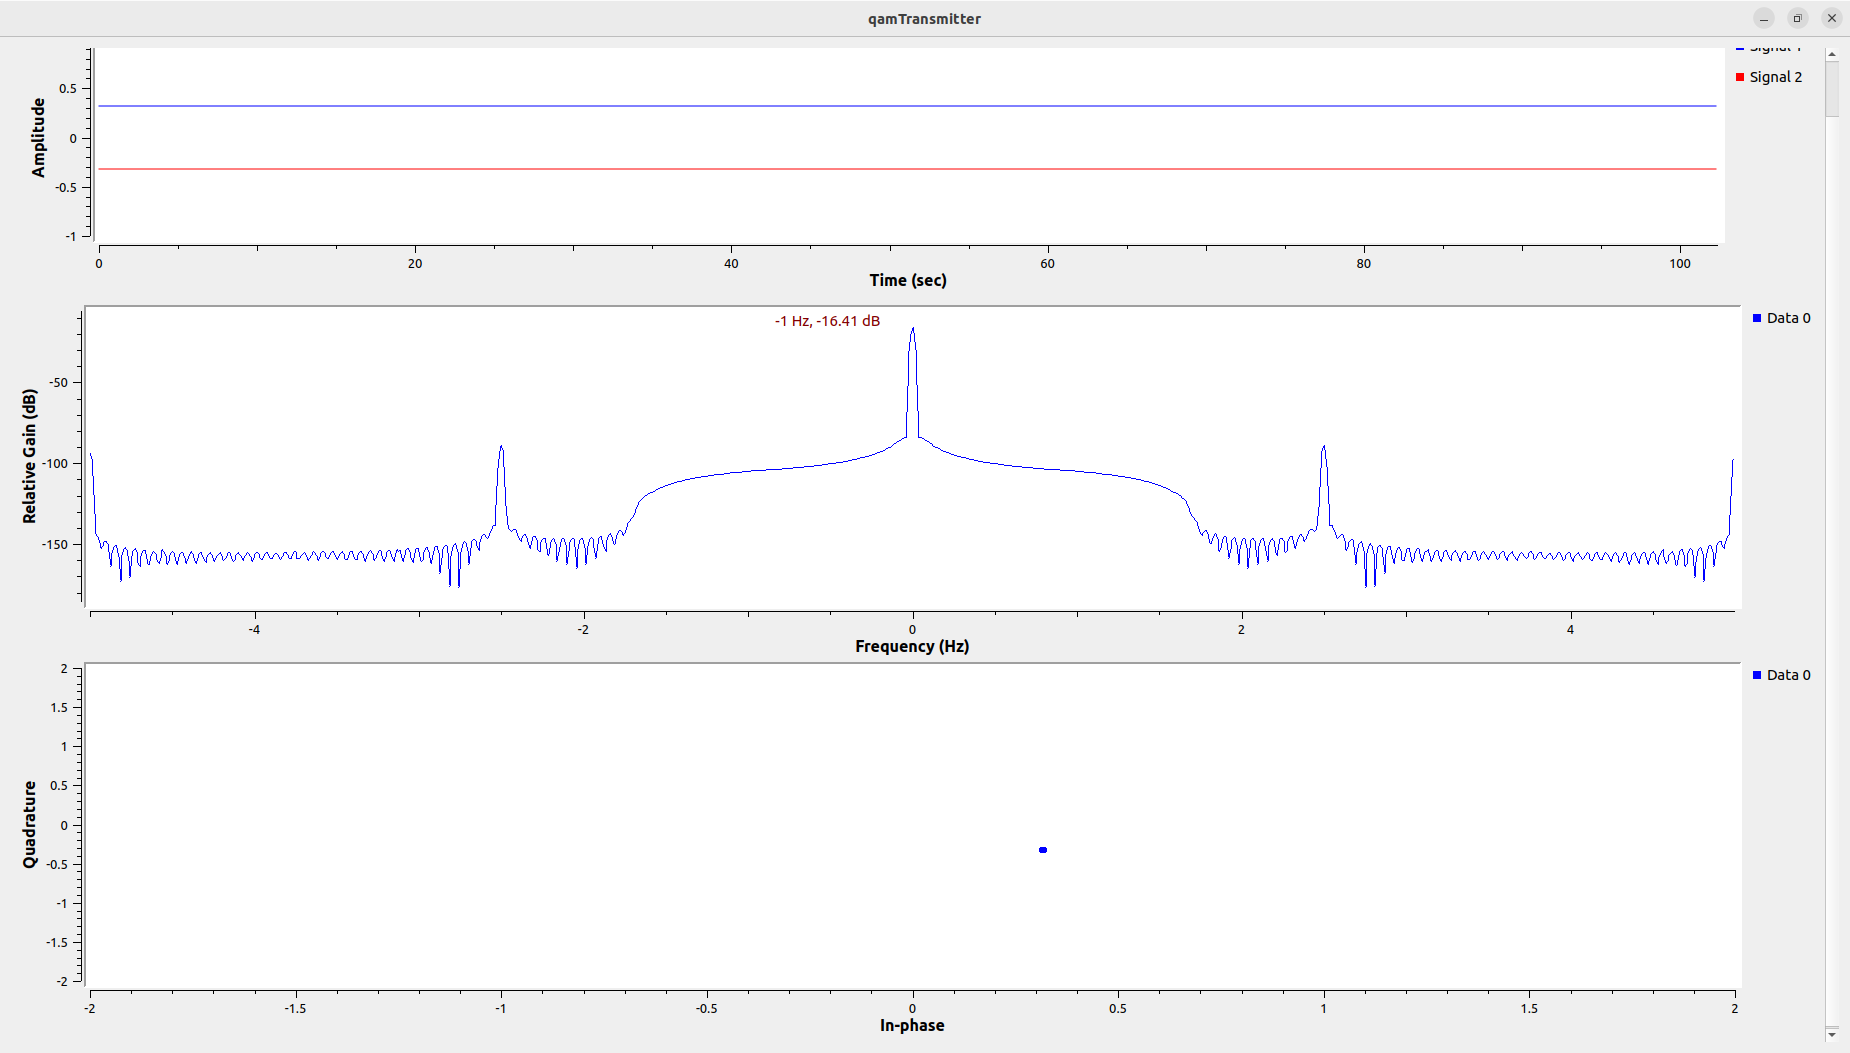 qamTransmitter
Signal 1
Signal 2
Amplitude
0.5
0
-0.5
-1
0 20 40 60 80 100
Time (sec)
-1 Hz, -16.41 dB
Data 0
Relative Gain (dB)
-50
-100
-150
-4 -2 0 2 4
Frequency (Hz)
Data 0
Quadrature
2
1.5
1
0.5
0
-0.5
-1
-1.5
-2
-2 -1.5 -1 -0.5 0 0.5 1 1.5 2
In-phase